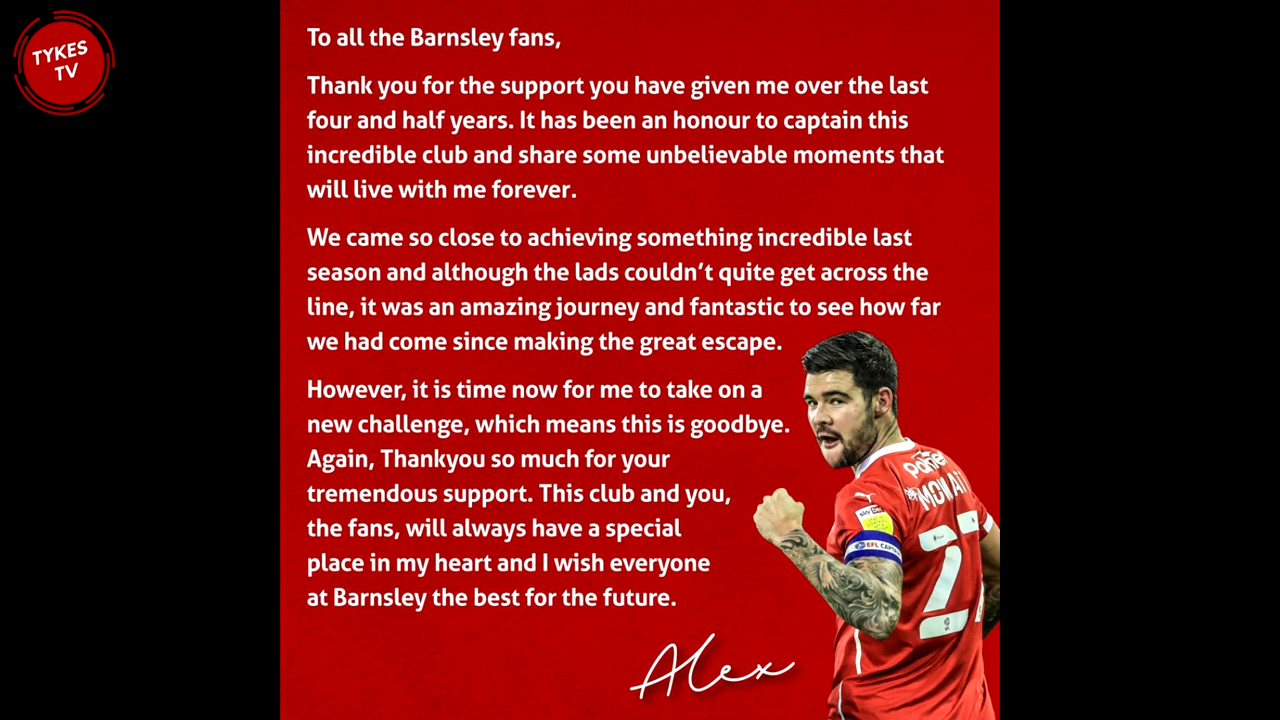 TYKES
TV
To all the Barnsley fans,
Thank you for the support you have given me over the last
four and half years. It has been an honour to captain this
incredible club and share some unbelievable moments that
will live with me forever.
We came so close to achieving something incredible last
season and although the lads couldn’t quite get across the
line, it was an amazing journey and fantastic to see how far
we had come since making the great escape.
However, it is time now for me to take on a
new challenge, which means this is goodbye.
Again, Thankyou so much for your
tremendous support. This club and you,
the fans, will always have a special
place in my heart and I wish everyone
at Barnsley the best for the future.
Alex
sky
EFL
27